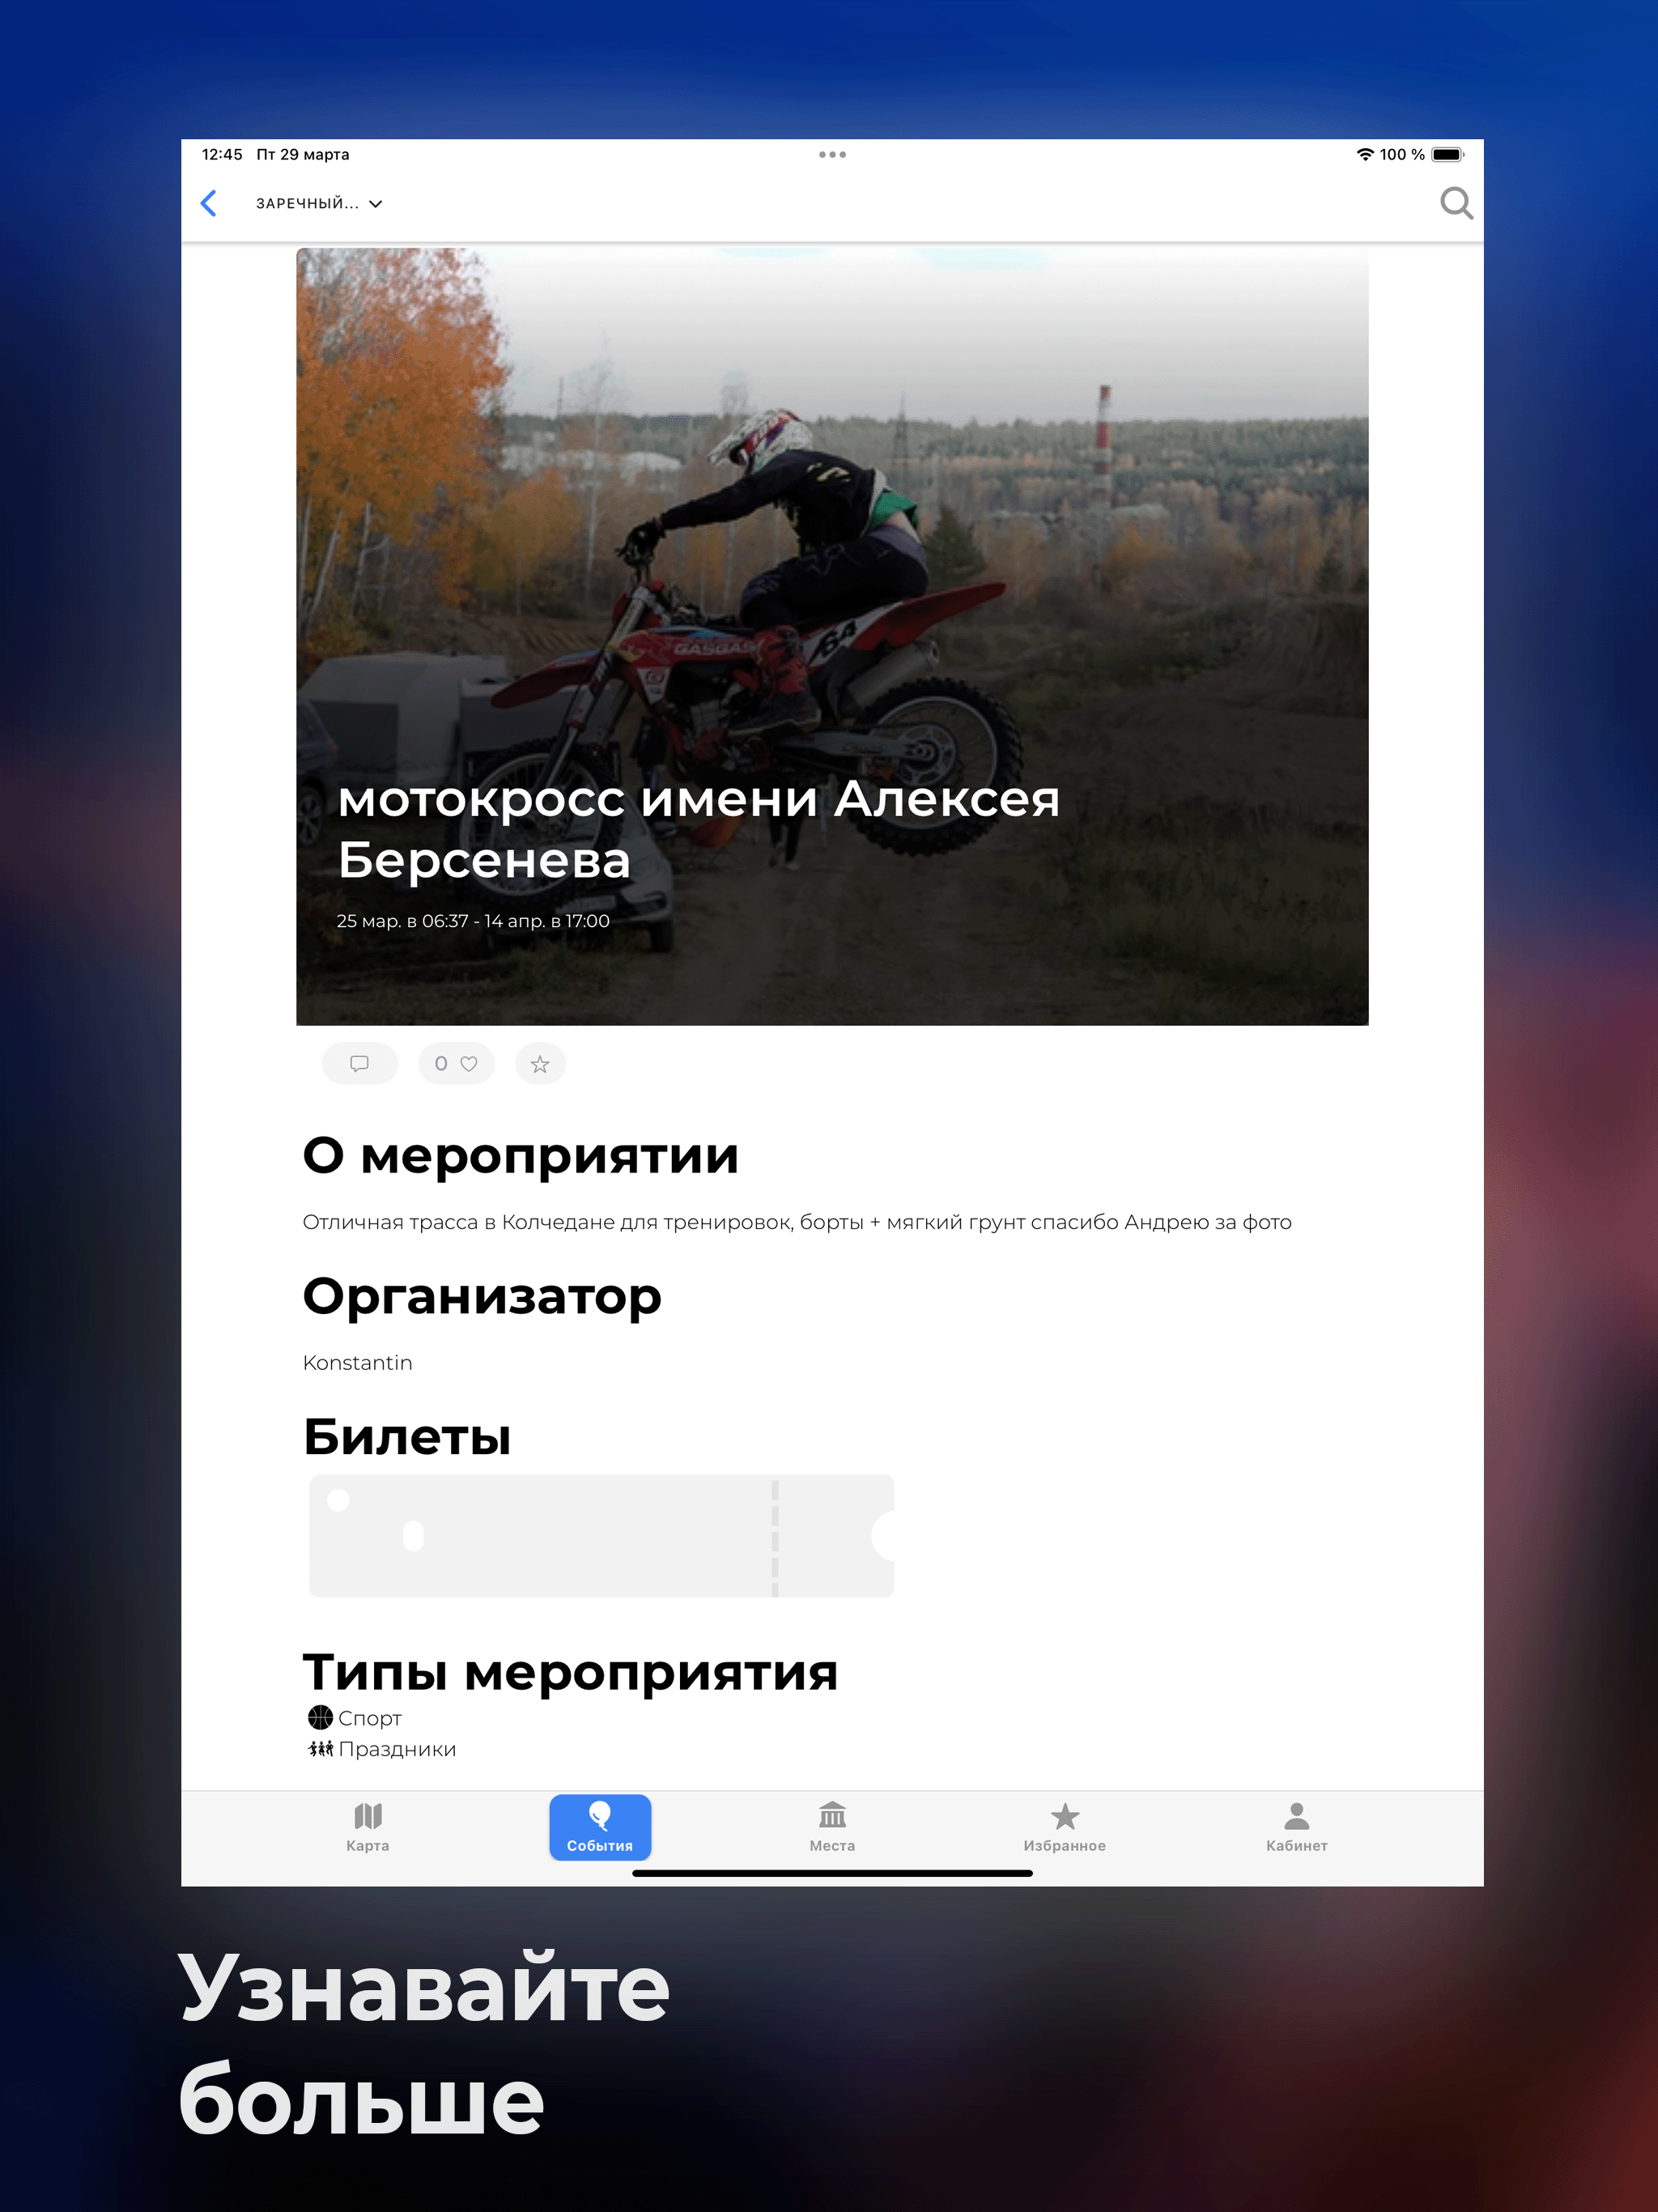 12:45 Пт 29 марта
100 %
ЗАРЕЧНЫЙ...
GASGAS
64
мотокросс имени Алексея
Берсенева
25 мар. в 06:37 - 14 апр. в 17:00
0
О мероприятии
Отличная трасса в Колчедане для тренировок, борты + мягкий грунт спасибо Андрею за фото
Организатор
Konstantin
Билеты
Типы мероприятия
Спорт
Праздники
Карта
События
Места
Избранное
Кабинет
Узнавайте
больше